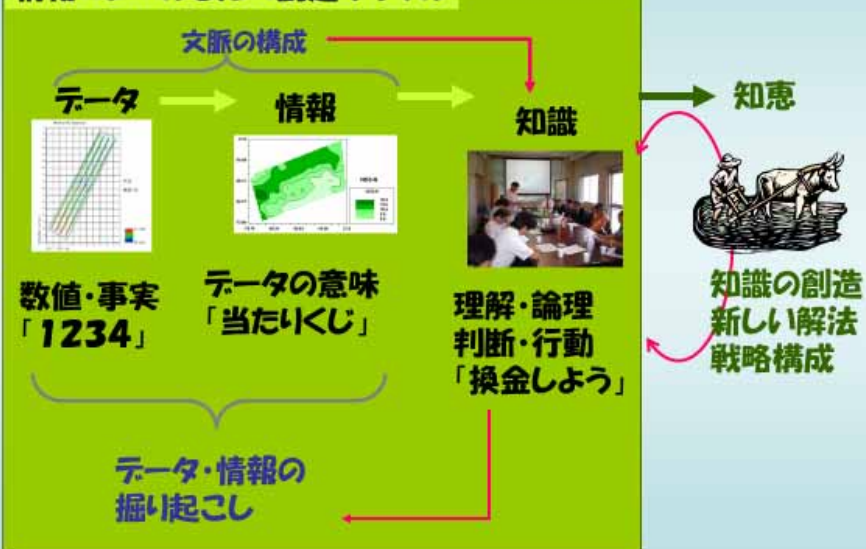 文脈の構成
データ
情報
知識
知恵
数値・事実
「1234」
データの意味
「当たりくじ」
理解・論理
判断・行動
「換金しよう」
知識の創造
新しい解法
戦略構成
データ・情報の
掘り起こし